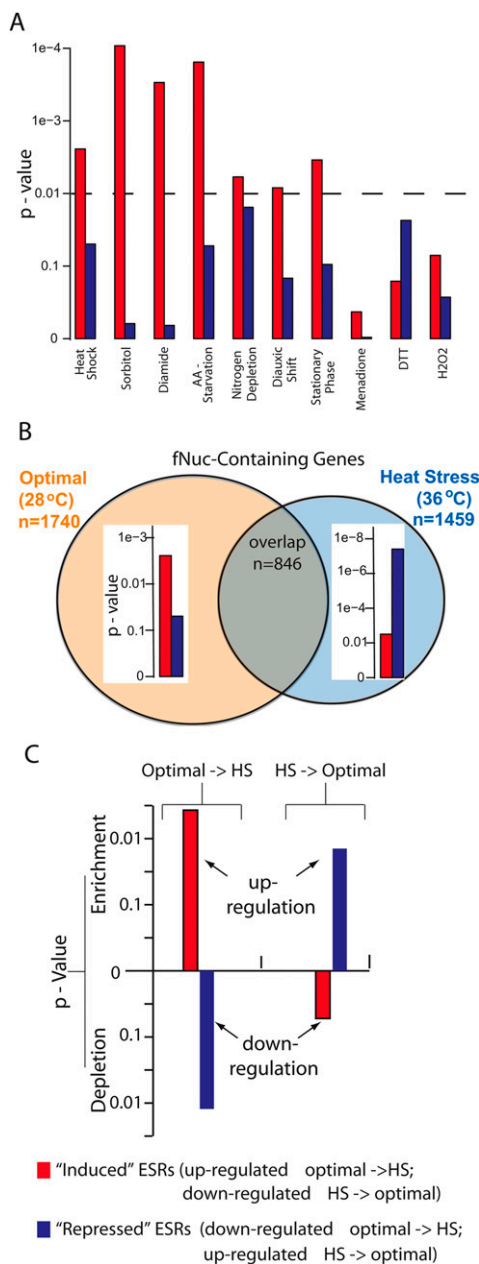 A
1e-4
1e-3
0.01
0.1
0
p - value
Heat
Shock
Sorbitol
Diamide
AA -
Starvation
Nitrogen
Depletion
Diauxic
Shift
Stationary
Phase
Menadione
DTT
H2O2
B
fNuc-Containing Genes
Optimal
(28°C)
n=1740
Heat Stress
(36°C)
n=1459
overlap
n=846
1e-3
0.01
0.1
0
p - value
1e-8
1e-6
1e-4
0.01
0
C
Optimal -> HS
HS -> Optimal
Enrichment
Depletion
p - Value
0.01
0.1
0
0.1
0.01
up-
regulation
down-
regulation
"Induced" ESRs (up-regulated optimal ->HS;
down-regulated HS -> optimal)
"Repressed" ESRs (down-regulated optimal -> HS;
up-regulated HS -> optimal)